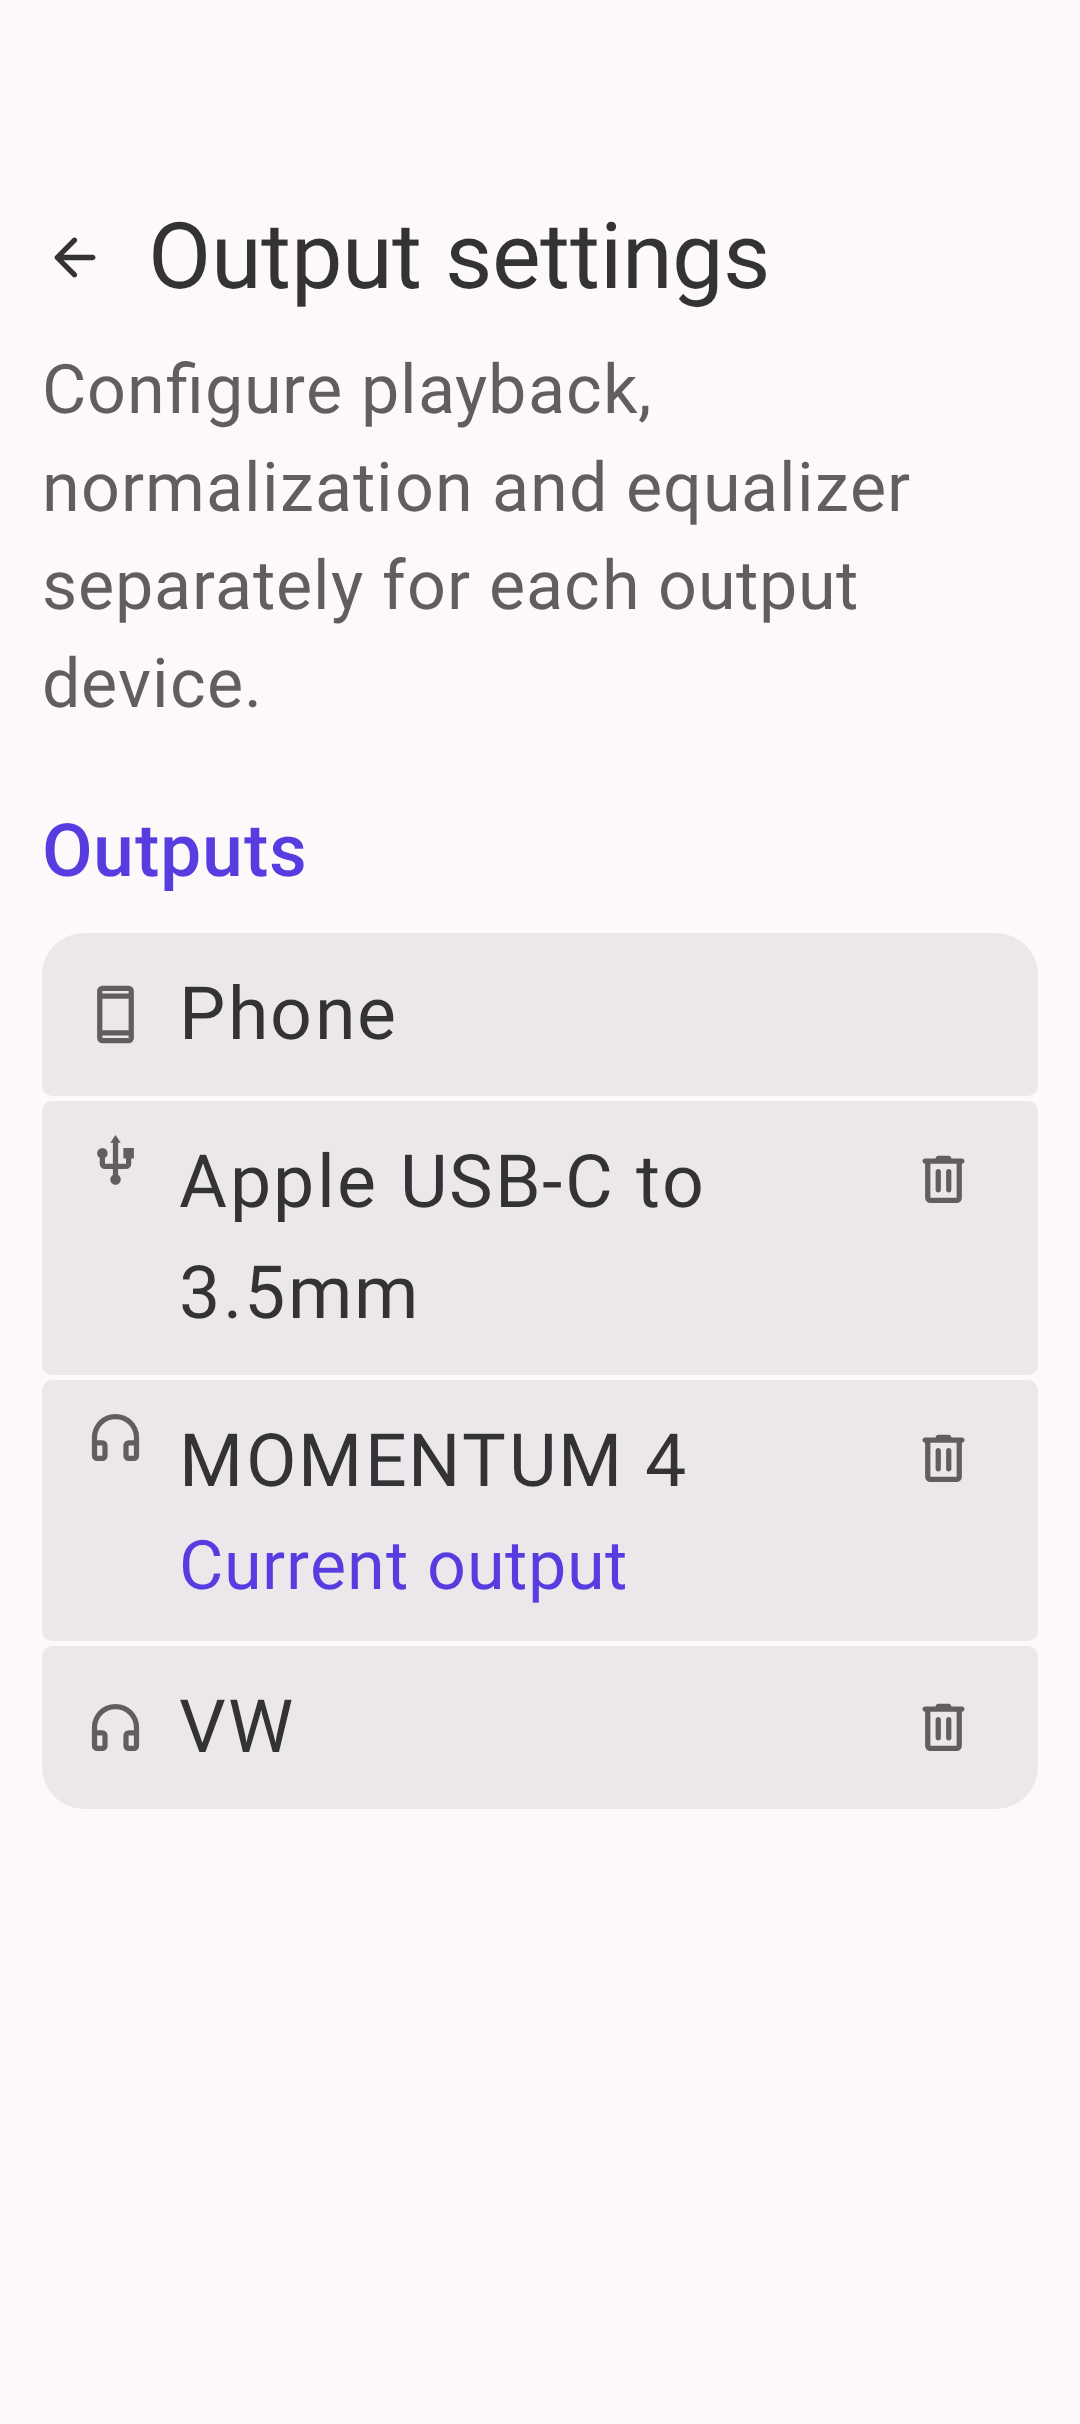 Output settings
Configure playback,
normalization and equalizer
separately for each output
device.
Outputs
Phone
Apple USB-C to
3.5mm
MOMENTUM 4
Current output
VW